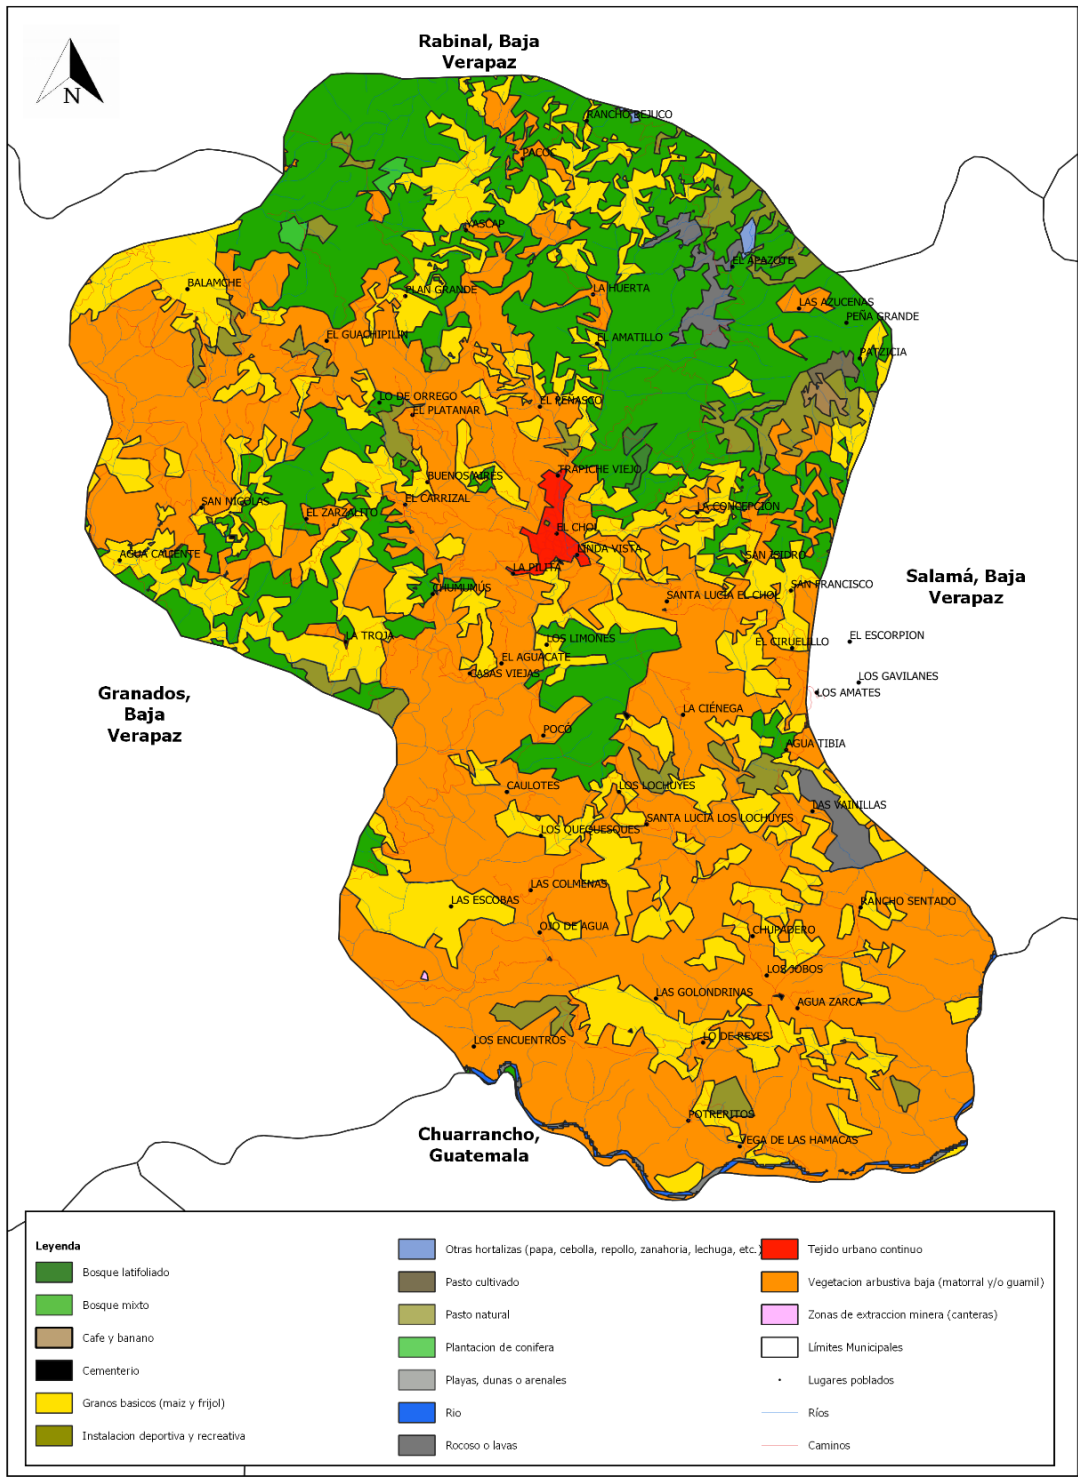 Rabinal, Baja
Verapaz
N
RANCHO BEJUCO
PACOC
YASCAP
EL APAZOTE
BALAMCHE
PLAN GRANDE
LA HUERTA
LAS AZUCENAS
PEÑA GRANDE
EL GUACHIPILIN
EL AMATILLO
PATZICIA
LO DE ORREGO
EL PLATANAR
EL PEÑASCO
TRAPICHE VIEJO
BUENOS AIRES
SAN NICOLAS
EL CARRIZAL
EL ZARZALITO
LA CONCEPCIÓN
EL CHOL
AGUA CALIENTE
LINDA VISTA
SAN ISIDRO
LA PILITA
Salamá, Baja
Verapaz
SAN FRANCISCO
CHUMUMÚS
SANTA LUCIA EL CHOL
LA TROJA
LOS LIMONES
EL CIRUELILLO
EL ESCORPION
EL AGUACATE
CASAS VIEJAS
LOS GAVILANES
LOS AMATES
Granados,
Baja
Verapaz
LA CIÉNEGA
POCÓ
AGUA TIBIA
CAULOTES
LOS LOCHUYES
LAS VAINILLAS
SANTA LUCIA LOS LOCHUYES
LOS QUEQUESQUES
LAS COLMENAS
LAS ESCOBAS
RANCHO SENTADO
OJO DE AGUA
CHUPADERO
LOS JOBOS
LAS GOLONDRINAS
AGUA ZARCA
LO DE REYES
LOS ENCUENTROS
POTRERITOS
VEGA DE LAS HAMACAS
Chuarrancho,
Guatemala
Leyenda
Bosque latifoliado
Bosque mixto
Cafe y banano
Cementerio
Granos basicos (maiz y frijol)
Instalacion deportiva y recreativa
Otras hortalizas (papa, cebolla, repollo, zanahoria, lechuga, etc.)
Pasto cultivado
Pasto natural
Plantacion de conifera
Playas, dunas o arenales
Rio
Rocoso o lavas
Tejido urbano continuo
Vegetacion arbustiva baja (matorral y/o guamil)
Zonas de extraccion minera (canteras)
Límites Municipales
Lugares poblados
Ríos
Caminos